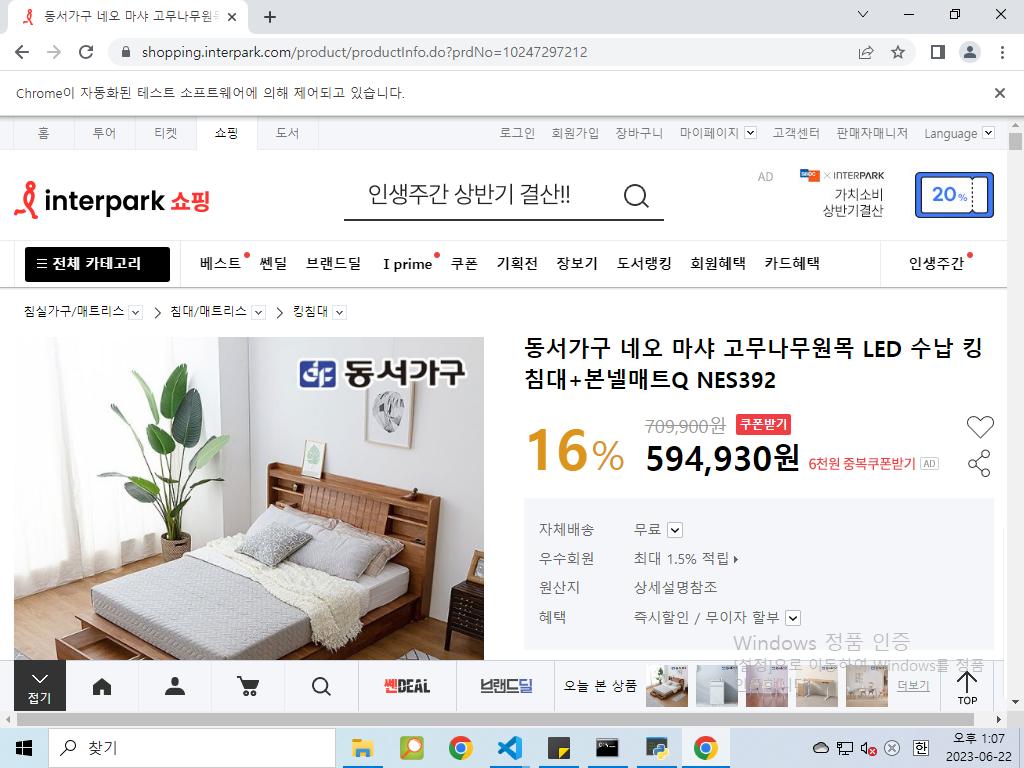 동서가구 네오 마샤 고무나무원목
shopping.interpark.com/product/productInfo.do?prdNo=10247297212
Chrome이 자동화된 테스트 소프트웨어에 의해 제어되고 있습니다.
홈 투어 티켓 쇼핑 도서 로그인 회원가입 장바구니 마이페이지 고객센터 판매자매니저 Language
interpark 쇼핑
인생주간 상반기 결산!!
AD
× INTERPARK
가치소비
상반기결산
20%
전체 카테고리 베스트 쎈딜 브랜드딜 I prime 쿠폰 기획전 장보기 도서랭킹 회원혜택 카드혜택 인생주간
침실가구/매트리스 침대/매트리스 킹침대
동서가구
동서가구 네오 마샤 고무나무원목 LED 수납 킹
침대+본넬매트Q NES392
16%
709,900원 쿠폰받기
594,930원 6천원 중복쿠폰받기 AD
자체배송 무료
우수회원 최대 1.5% 적립
원산지 상세설명참조
혜택 즉시할인 / 무이자 할부
Windows 정품 인증
[설정]으로 이동하여 Windows를 정품
인증합니다.
접기
쎈DEAL
브랜드딜
오늘 본 상품
더보기
TOP
찾기
한
오후 1:07
2023-06-22